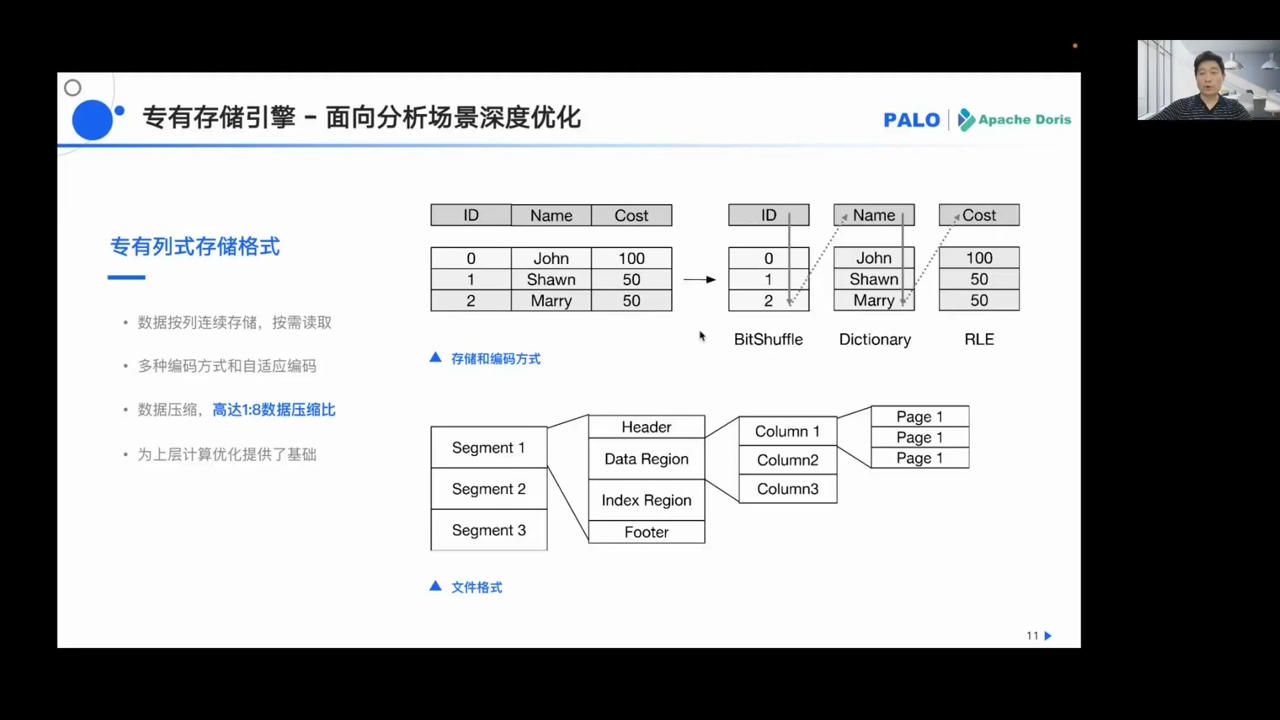 专有存储引擎 - 面向分析场景深度优化
PALO
Apache Doris
专有列式存储格式
• 数据按列连续存储，按需读取
• 多种编码方式和自适应编码
• 数据压缩，高达1:8数据压缩比
• 为上层计算优化提供了基础
ID Name Cost
0 John 100
1 Shawn 50
2 Marry 50
ID Name Cost
0 John 100
1 Shawn 50
2 Marry 50
BitShuffle Dictionary RLE
存储和编码方式
Segment 1
Segment 2
Segment 3
Header
Data Region
Index Region
Footer
Column 1
Column2
Column3
Page 1
Page 1
Page 1
文件格式
11